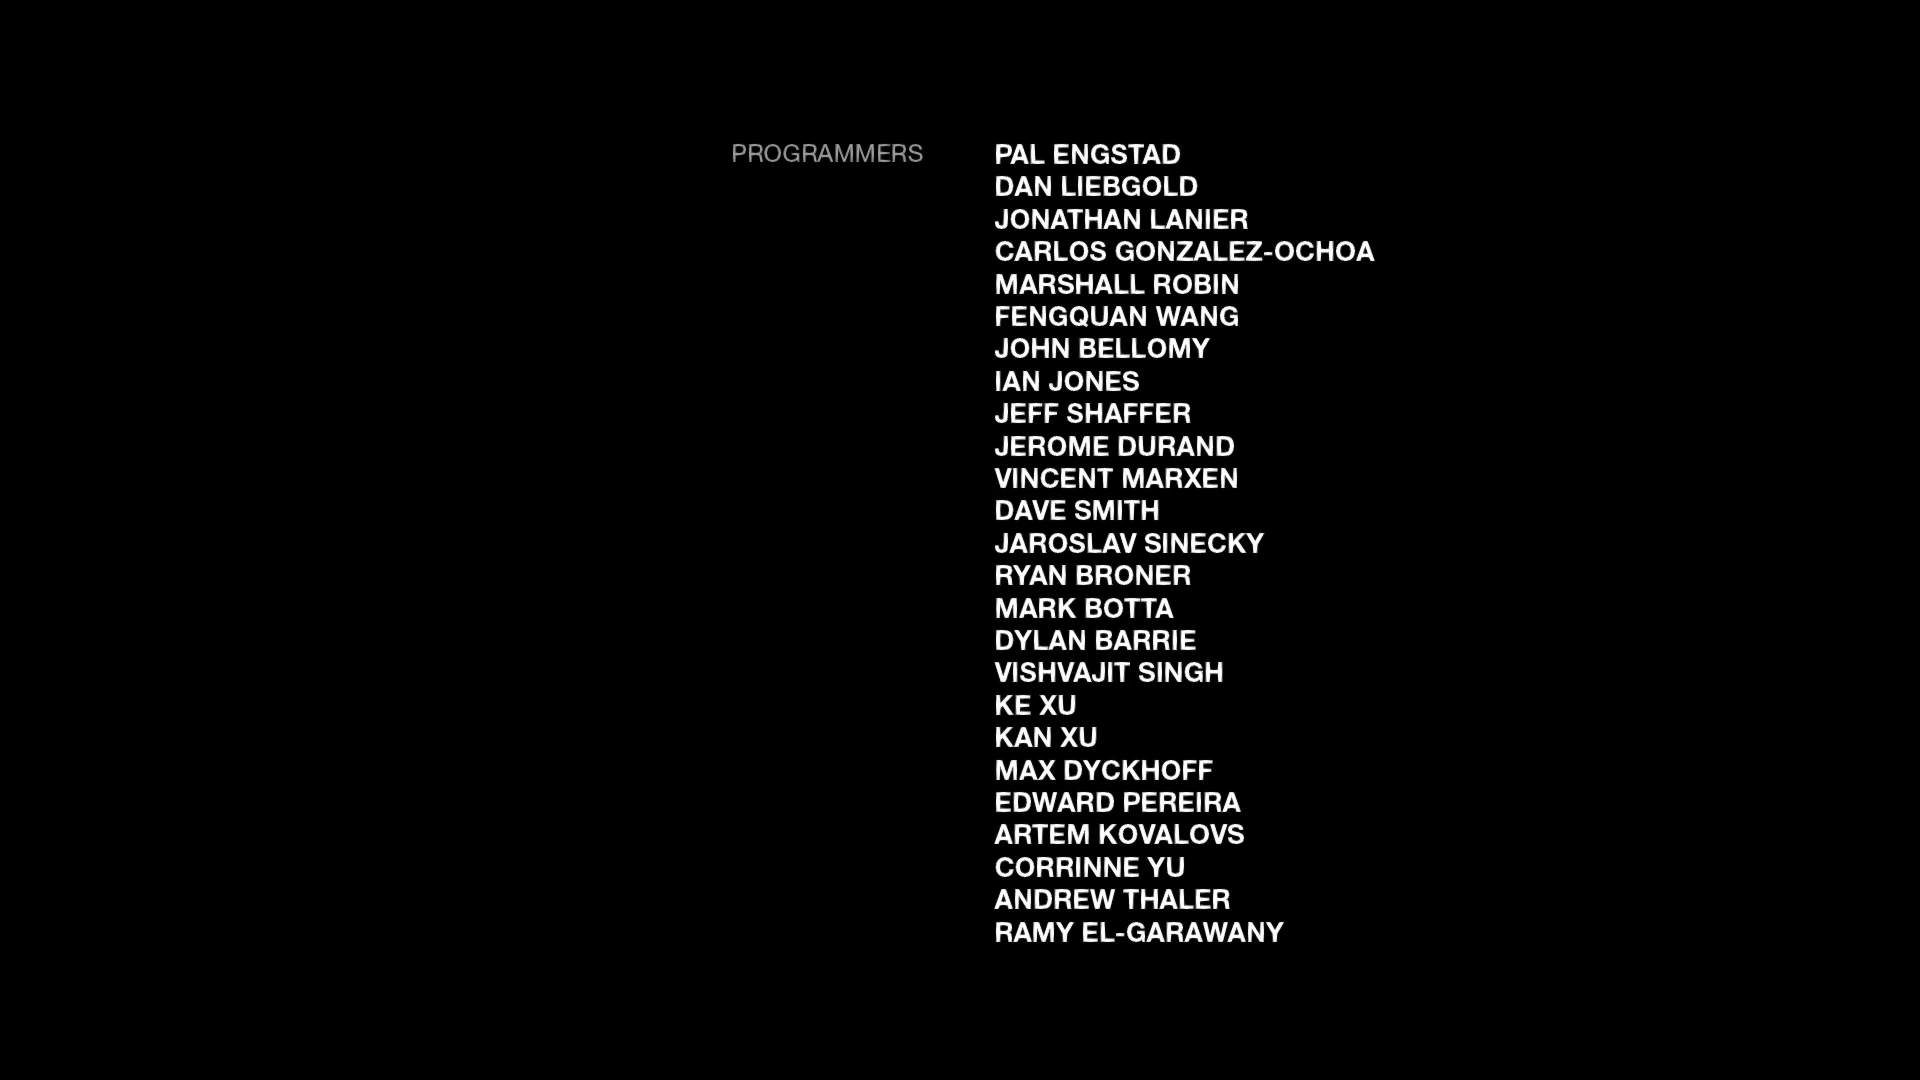 PROGRAMMERS PAL ENGSTAD
DAN LIEBGOLD
JONATHAN LANIER
CARLOS GONZALEZ-OCHOA
MARSHALL ROBIN
FENGQUAN WANG
JOHN BELLOMY
IAN JONES
JEFF SHAFFER
JEROME DURAND
VINCENT MARXEN
DAVE SMITH
JAROSLAV SINECKY
RYAN BRONER
MARK BOTTA
DYLAN BARRIE
VISHVAJIT SINGH
KE XU
KAN XU
MAX DYCKHOFF
EDWARD PEREIRA
ARTEM KOVALOVS
CORRINNE YU
ANDREW THALER
RAMY EL-GARAWANY